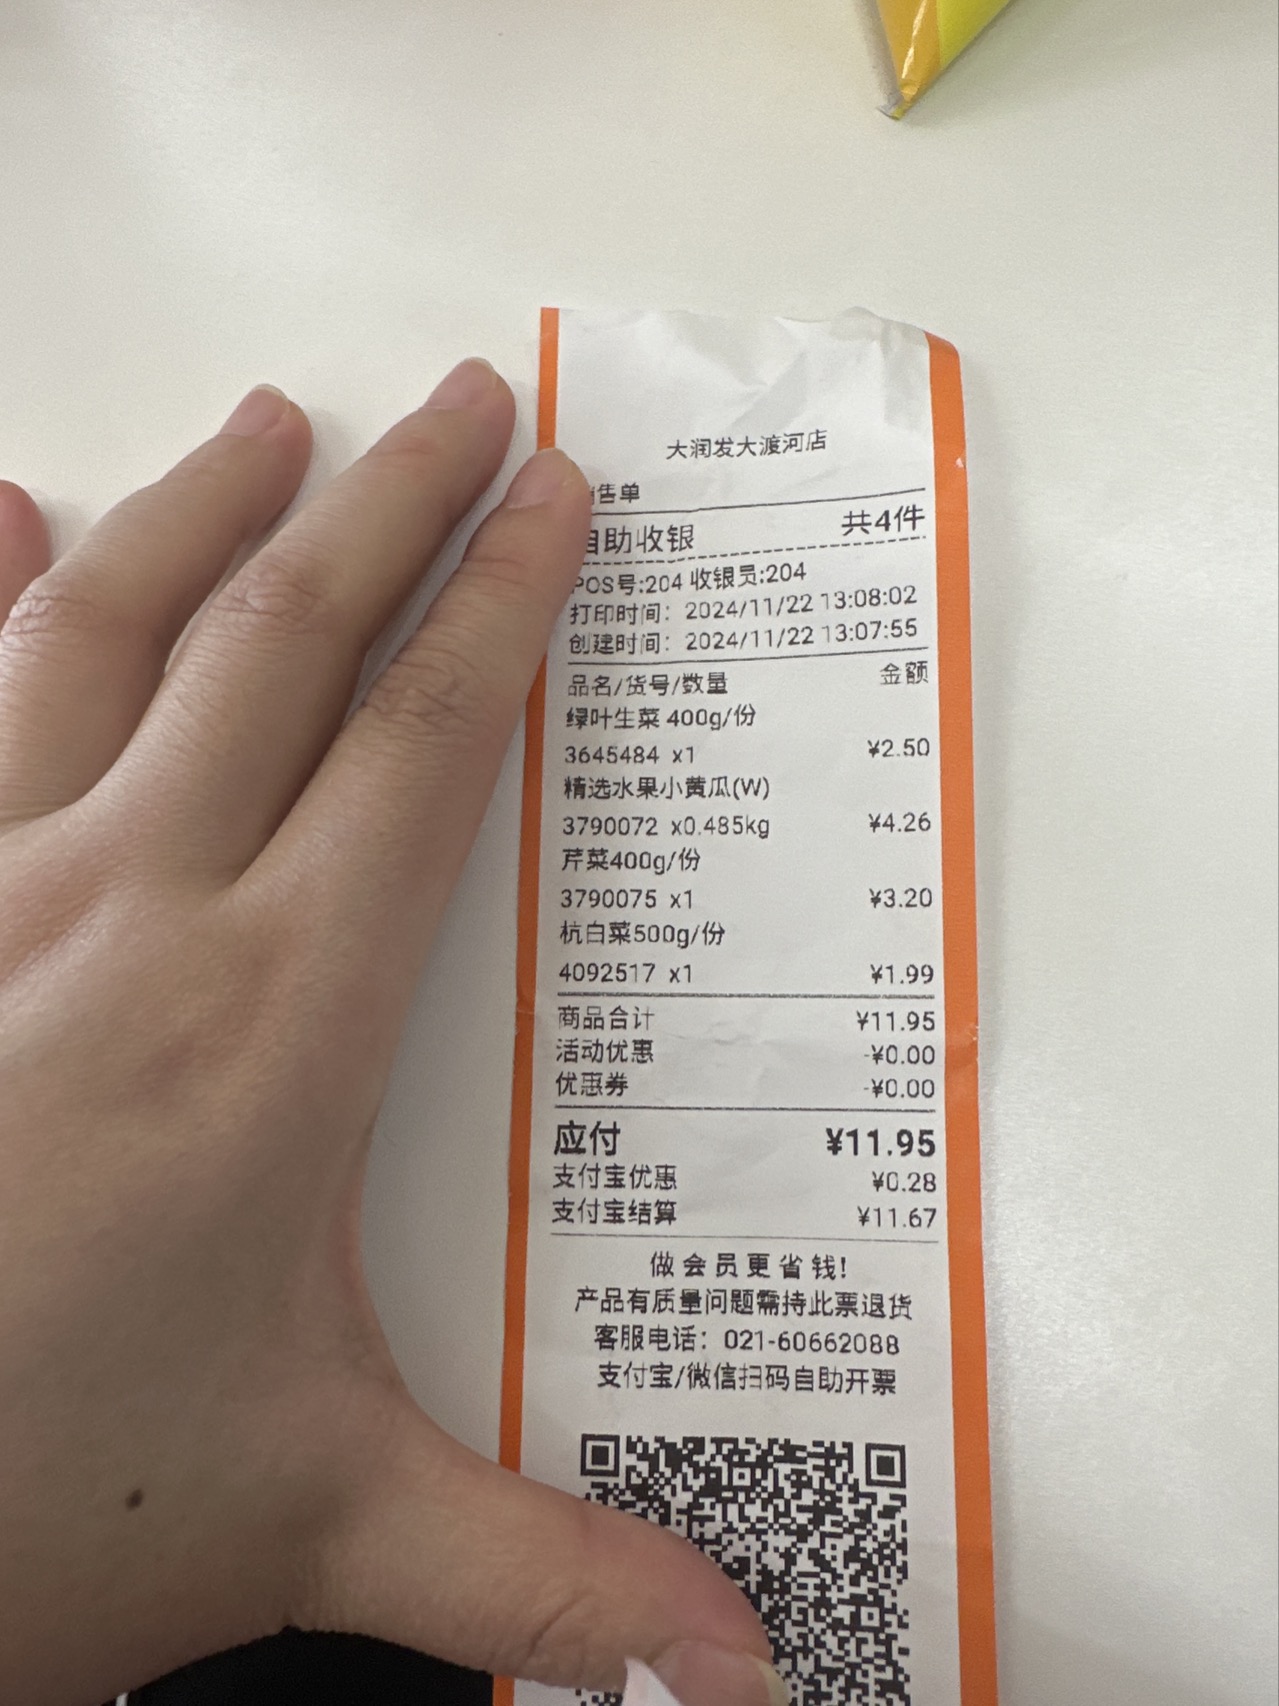 大润发大渡河店
售单
自助收银 共4件
POS号:204 收银员:204
打印时间: 2024/11/22 13:08:02
创建时间: 2024/11/22 13:07:55
品名/货号/数量 金额
绿叶生菜 400g/份
3645484 x1 ¥2.50
精选水果小黄瓜(W)
3790072 x0.485kg ¥4.26
芹菜400g/份
3790075 x1 ¥3.20
杭白菜500g/份
4092517 x1 ¥1.99
商品合计 ¥11.95
活动优惠 -¥0.00
优惠券 -¥0.00
应付 ¥11.95
支付宝优惠 ¥0.28
支付宝结算 ¥11.67
做会员更省钱!
产品有质量问题需持此票退货
客服电话: 021-60662088
支付宝/微信扫码自助开票